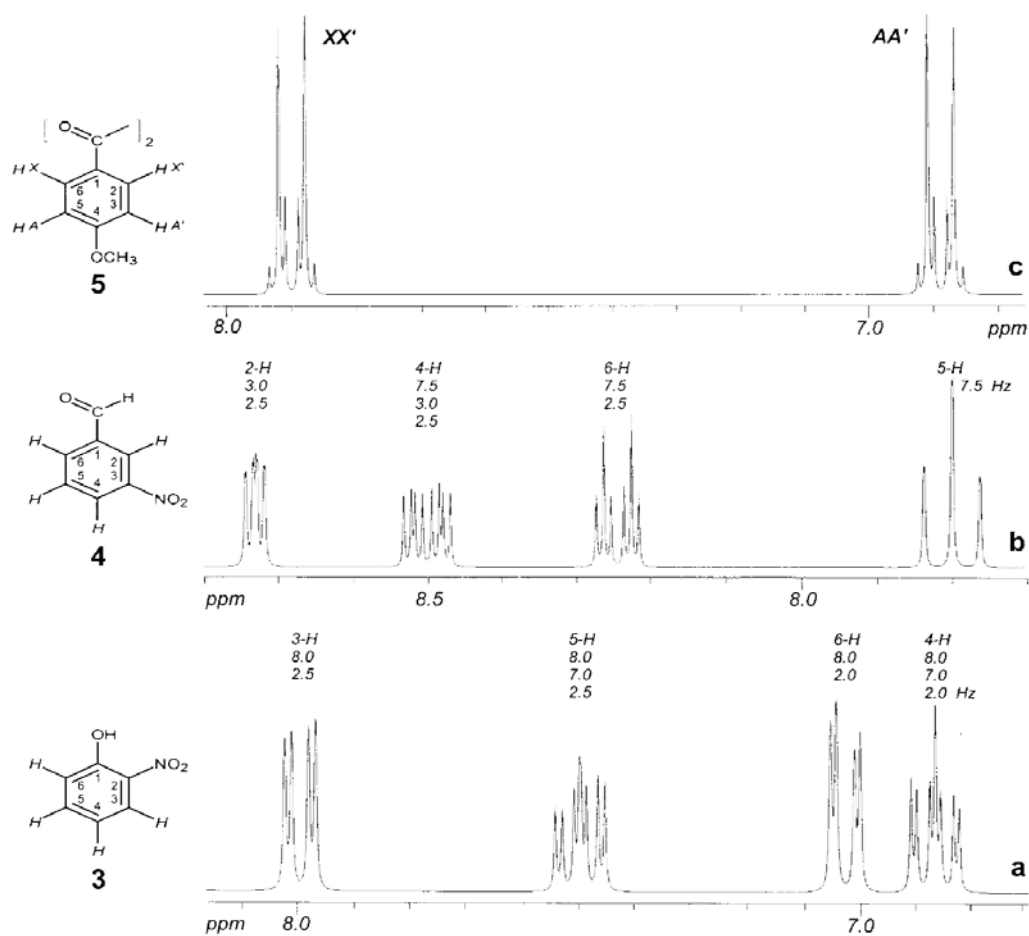 XX' AA'
[ O C ] 2
H X H X'
1
6 2
5 3
4
H A H A'
OCH3
5
c
8.0 7.0 ppm
2-H 4-H 6-H 5-H
3.0 7.5 7.5 7.5 Hz
2.5 3.0 2.5
2.5
O C H
H H
1
6 2
5 3
4
H NO2
H
4
b
ppm 8.5 8.0
3-H 5-H 6-H 4-H
8.0 8.0 8.0 8.0
2.5 7.0 2.0 7.0
2.5 2.0 Hz
OH
H NO2
1
6 2
5 3
4
H H
H
3
a
ppm 8.0 7.0